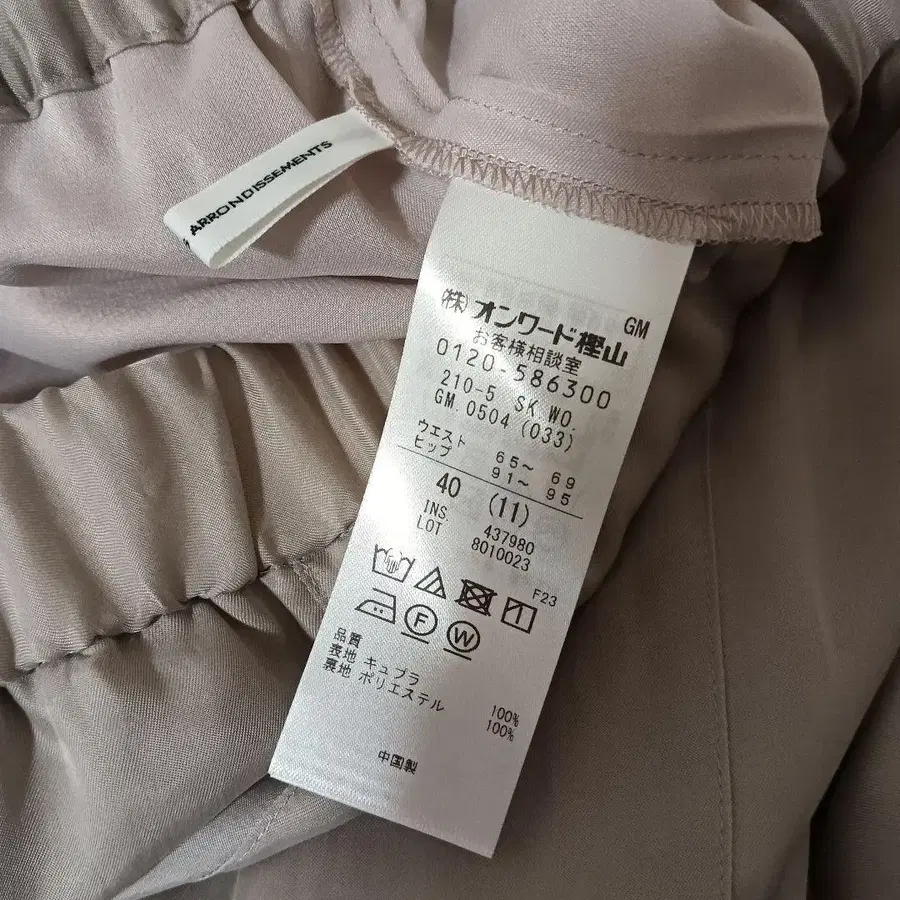 ARRONDISSEMENTS
(株)オンワード樫山 GM
お客様相談室
0120-586300
210-5 SK.WO.
GM.0504 (033)
ウエスト 65～ 69
ヒップ 91～ 95
40 (11)
INS. 437980
LOT 8010023
F23
F W
品質
表地 キュプラ 100%
裏地 ポリエステル 100%
中国製